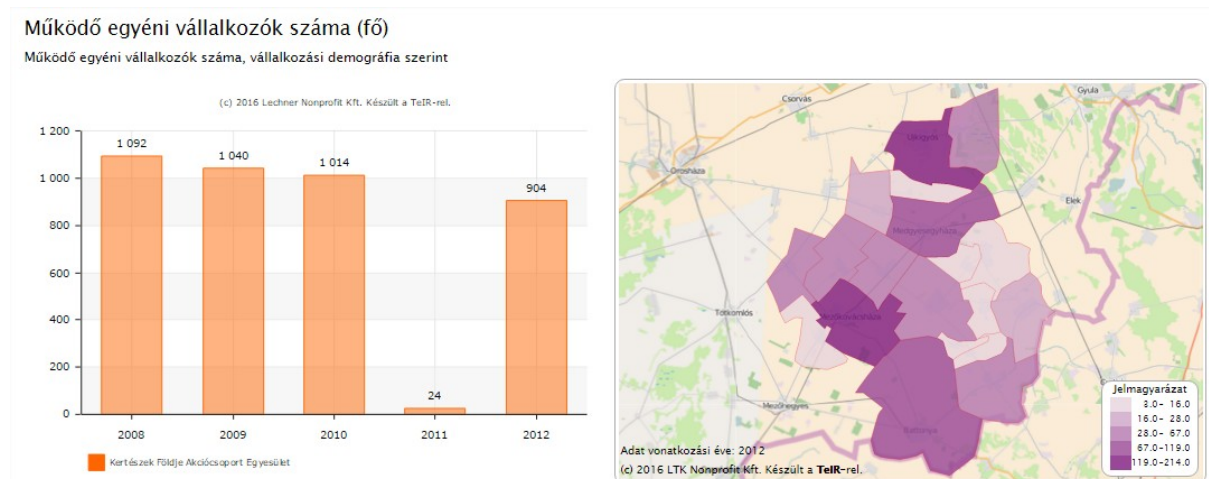 Működő egyéni vállalkozók száma (fő)
Működő egyéni vállalkozók száma, vállalkozási demográfia szerint
(c) 2016 Lechner Nonprofit Kft. Készült a TeIR-rel.
1 200
1 000
800
600
400
200
0
1 092
1 040
1 014
24
904
2008
2009
2010
2011
2012
Kertészek Földje Akciócsoport Egyesület
Csorvás
Gyula
Újkígyós
Orosháza
Elek
Medgyesegyháza
Tótkomlós
Mezőkovácsháza
Mezőhegyes
Battonya
Jelmagyarázat
2.0- 16.0
16.0- 28.0
28.0- 67.0
67.0-119.0
119.0-214.0
Adat vonatkozási éve: 2012
(c) 2016 LTK Nonprofit Kft. Készült a TeIR-rel.